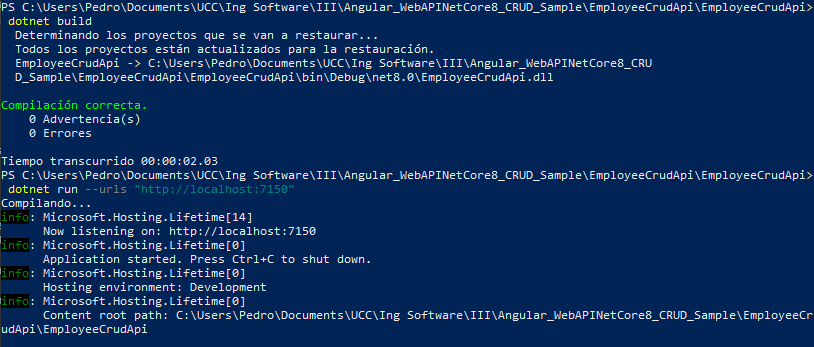 PS C:\Users\Pedro\Documents\UCC\Ing Software\III\Angular_WebAPINetCore8_CRUD_Sample\EmployeeCrudApi\EmployeeCrudApi>
dotnet build
Determinando los proyectos que se van a restaurar...
Todos los proyectos están actualizados para la restauración.
EmployeeCrudApi -> C:\Users\Pedro\Documents\UCC\Ing Software\III\Angular_WebAPINetCore8_CRU
D_Sample\EmployeeCrudApi\EmployeeCrudApi\bin\Debug\net8.0\EmployeeCrudApi.dll
Compilación correcta.
0 Advertencia(s)
0 Errores
Tiempo transcurrido 00:00:02.03
PS C:\Users\Pedro\Documents\UCC\Ing Software\III\Angular_WebAPINetCore8_CRUD_Sample\EmployeeCrudApi\EmployeeCrudApi>
dotnet run --urls "http://localhost:7150"
Compilando...
info: Microsoft.Hosting.Lifetime[14]
Now listening on: http://localhost:7150
info: Microsoft.Hosting.Lifetime[0]
Application started. Press Ctrl+C to shut down.
info: Microsoft.Hosting.Lifetime[0]
Hosting environment: Development
info: Microsoft.Hosting.Lifetime[0]
Content root path: C:\Users\Pedro\Documents\UCC\Ing Software\III\Angular_WebAPINetCore8_CRUD_Sample\EmployeeCr
udApi\EmployeeCrudApi